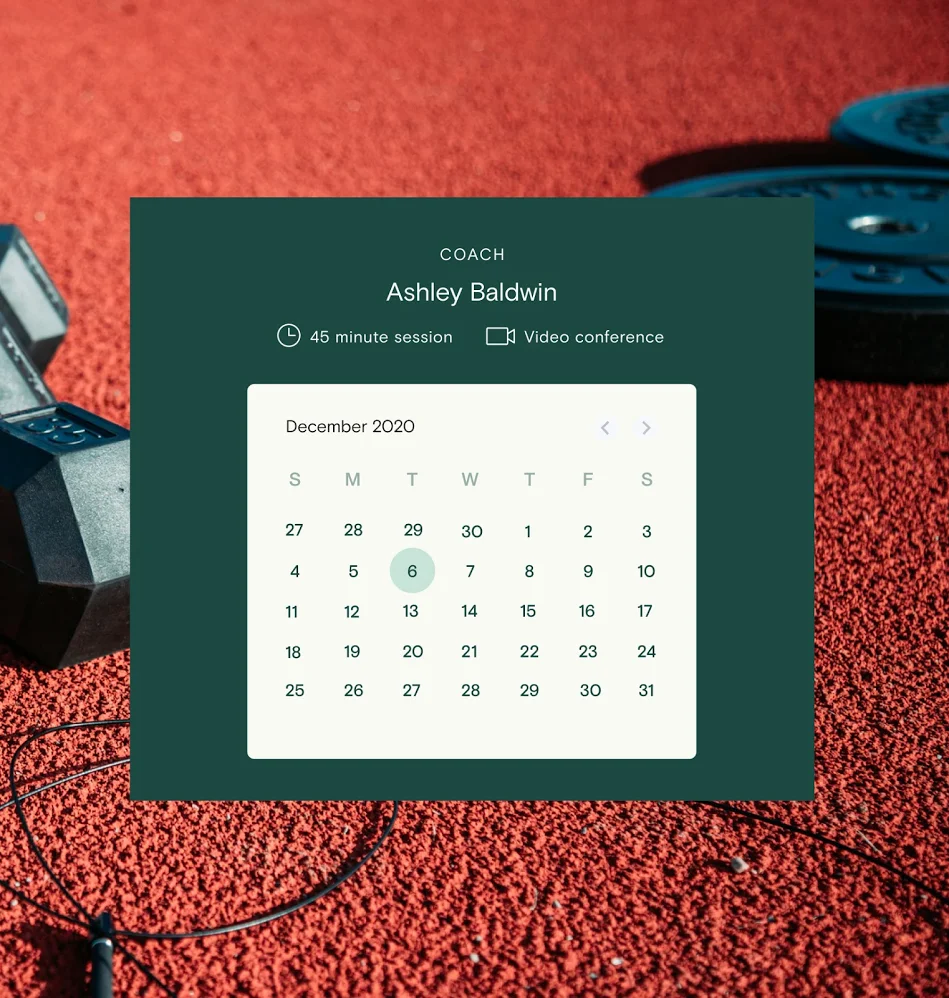 COACH
Ashley Baldwin
45 minute session Video conference
December 2020
S M T W T F S
27 28 29 30 1 2 3
4 5 6 7 8 9 10
11 12 13 14 15 16 17
18 19 20 21 22 23 24
25 26 27 28 29 30 31